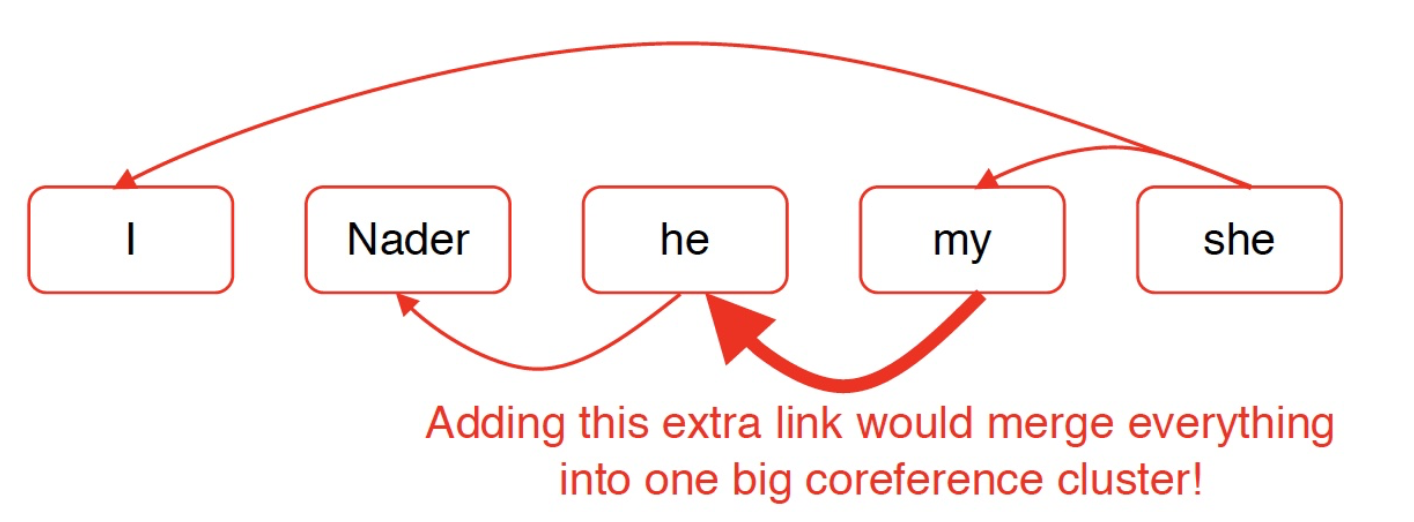 I Nader he my she
Adding this extra link would merge everything
into one big coreference cluster!